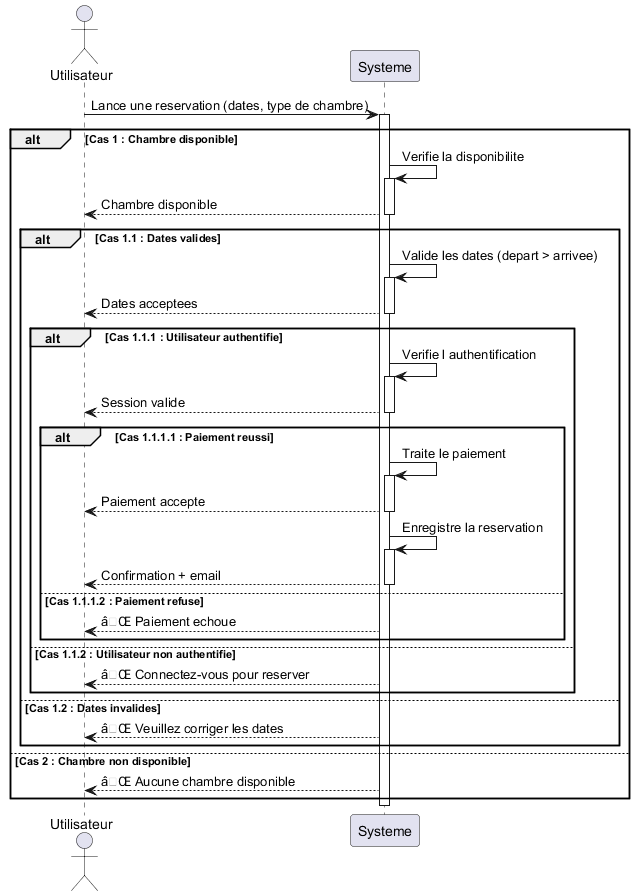 Utilisateur
Systeme
Lance une reservation (dates, type de chambre)
alt [Cas 1 : Chambre disponible]
Verifie la disponibilite
Chambre disponible
alt [Cas 1.1 : Dates valides]
Valide les dates (depart > arrivee)
Dates acceptees
alt [Cas 1.1.1 : Utilisateur authentifie]
Verifie l authentification
Session valide
alt [Cas 1.1.1.1 : Paiement reussi]
Traite le paiement
Paiement accepte
Enregistre la reservation
Confirmation + email
[Cas 1.1.1.2 : Paiement refuse]
âŒ Paiement echoue
[Cas 1.1.2 : Utilisateur non authentifie]
âŒ Connectez-vous pour reserver
[Cas 1.2 : Dates invalides]
âŒ Veuillez corriger les dates
[Cas 2 : Chambre non disponible]
âŒ Aucune chambre disponible
Utilisateur
Systeme